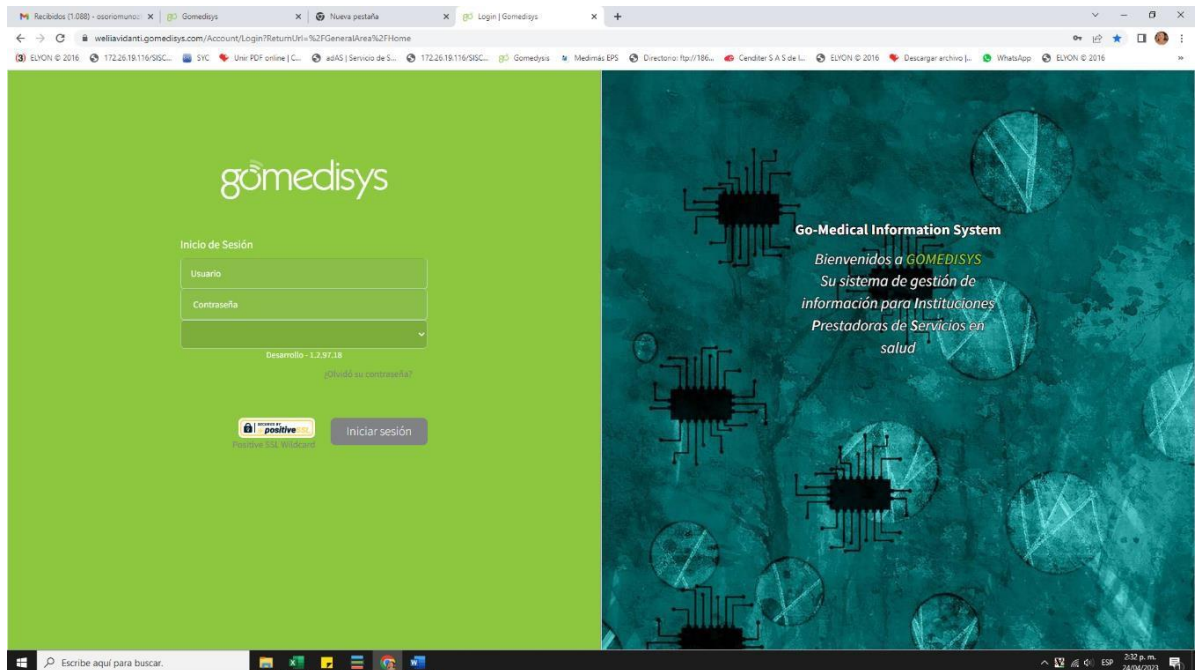 Recibidos (1.088) - osoriomunoz
Gomedisys
Nueva pestaña
Login | Gomedisys
weliiavidanti.gomedisys.com/Account/Login?ReturnUrl=%2FGeneralArea%2FHome
ELYON © 2016
172.26.19.116/SISC...
SYC
Unir PDF online | C...
adAS | Servicio de S...
172.26.19.116/SISC...
Gomedysis
Medimás EPS
Directorio: ftp://186...
Cenditer S A S de I...
ELYON © 2016
Descargar archivo |...
WhatsApp
ELYON © 2016
gomedisys
Inicio de Sesión
Usuario
Contraseña
Desarrollo - 1.2.97.18
¿Olvidó su contraseña?
positive SSL
Positive SSL Wildcard
Iniciar sesión
Go-Medical Information System
Bienvenidos a GOMEDISYS
Su sistema de gestión de
información para Instituciones
Prestadoras de Servicios en
salud
Escribe aquí para buscar.
ESP
2:32 p. m.
24/04/2023